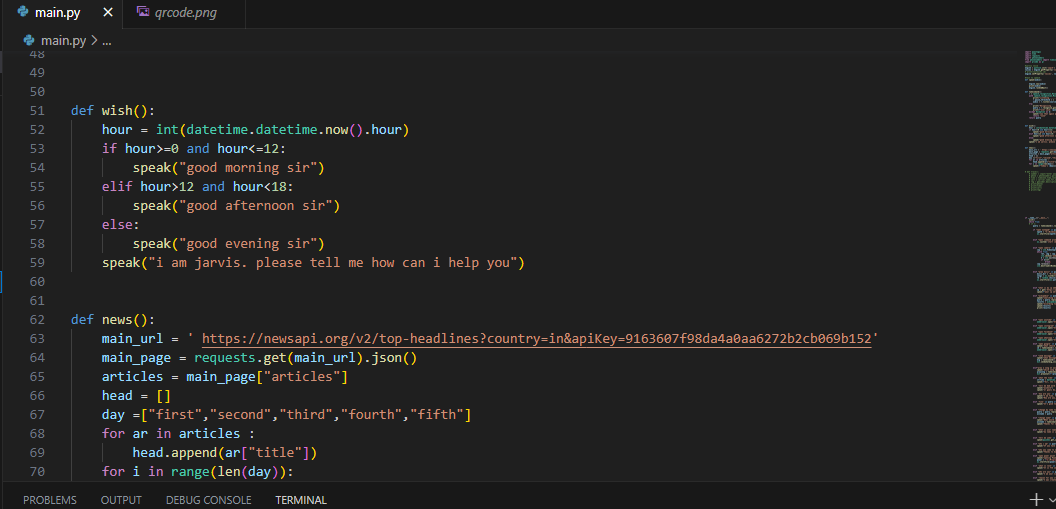 main.py × qrcode.png
main.py > ...
48
49
50
51 def wish():
52 hour = int(datetime.datetime.now().hour)
53 if hour>=0 and hour<=12:
54 speak("good morning sir")
55 elif hour>12 and hour<18:
56 speak("good afternoon sir")
57 else:
58 speak("good evening sir")
59 speak("i am jarvis. please tell me how can i help you")
60
61
62 def news():
63 main_url = ' https://newsapi.org/v2/top-headlines?country=in&apiKey=9163607f98da4a0aa6272b2cb069b152'
64 main_page = requests.get(main_url).json()
65 articles = main_page["articles"]
66 head = []
67 day =["first","second","third","fourth","fifth"]
68 for ar in articles :
69 head.append(ar["title"])
70 for i in range(len(day)):
PROBLEMS OUTPUT DEBUG CONSOLE TERMINAL